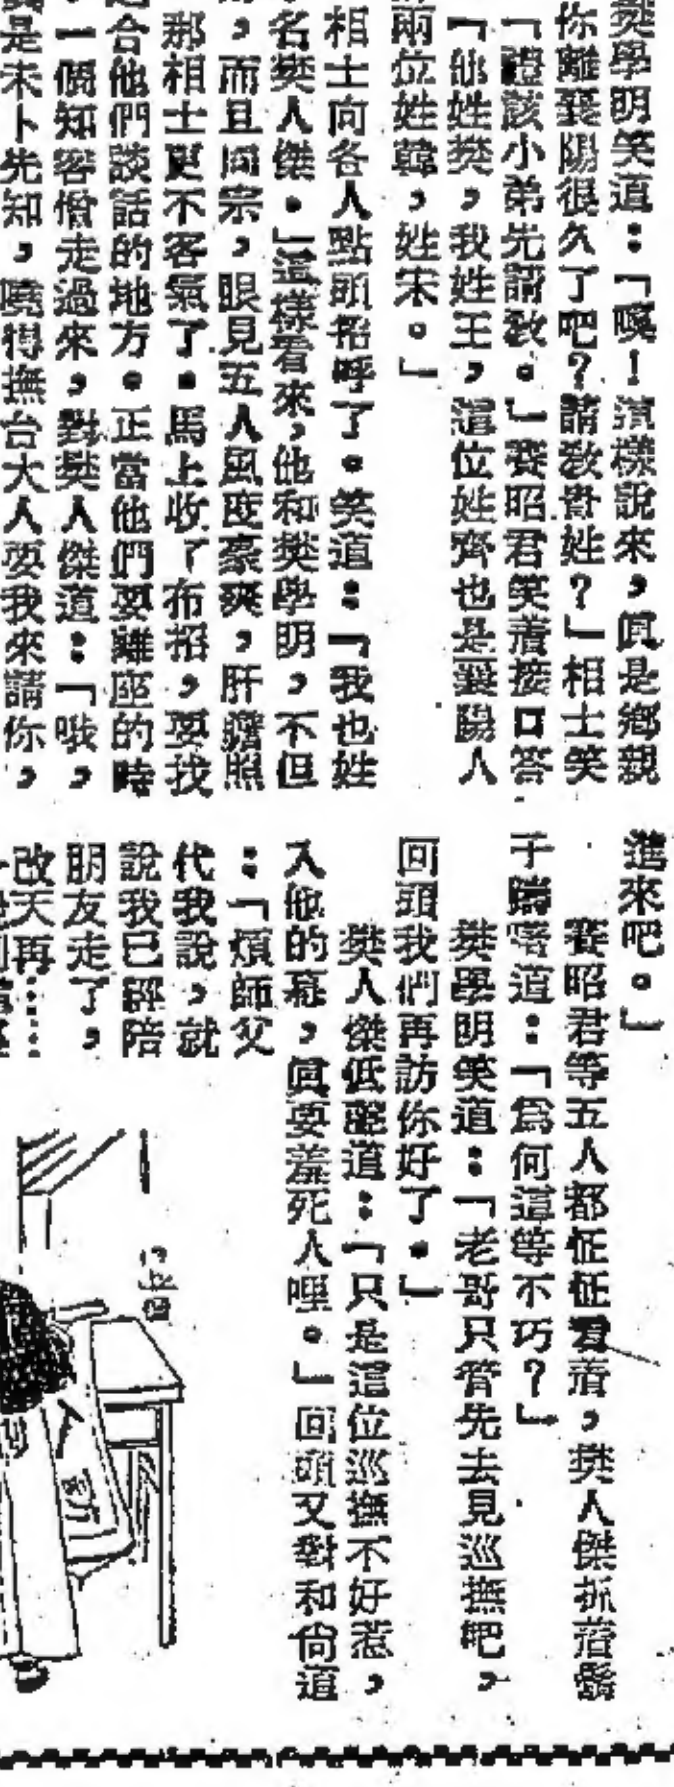 樊學明笑道：「噢！這樣說來，眞是鄉親
你離襄陽很久了吧？請敎貴姓？」相士笑
「禮該小弟先請敎。」賽昭君笑着接口答
「他姓樊，我姓王，這位姓齊也是襄陽人
兩位姓韓，姓宋。」
相士向各人點頭招呼了。笑道：「我也姓
名樊人傑。」這樣看來，他和樊學明，不但
，而且同宗，眼見五人風度豪爽，肝膽照
那相士更不客氣了。馬上收了布招，要找
合他們談話的地方。正當他們要離座的時
一個知客僧走過來，對樊人傑道：「哦，
是未卜先知，曉得撫台大人要我來請你，
進來吧。」
賽昭君等五人都怔怔看着，樊人傑抓着鬍
子躊躇道：「爲何這等不巧？」
樊學明笑道：「老哥只管先去見巡撫吧，
回頭我們再訪你好了。」
樊人傑低聲道：「只是這位巡撫不好惹，
入他的幕，眞要羞死人哩。」回頭又對和尙道
：「煩師父
代我說，就
說我已經陪
朋友走了，
改天再……